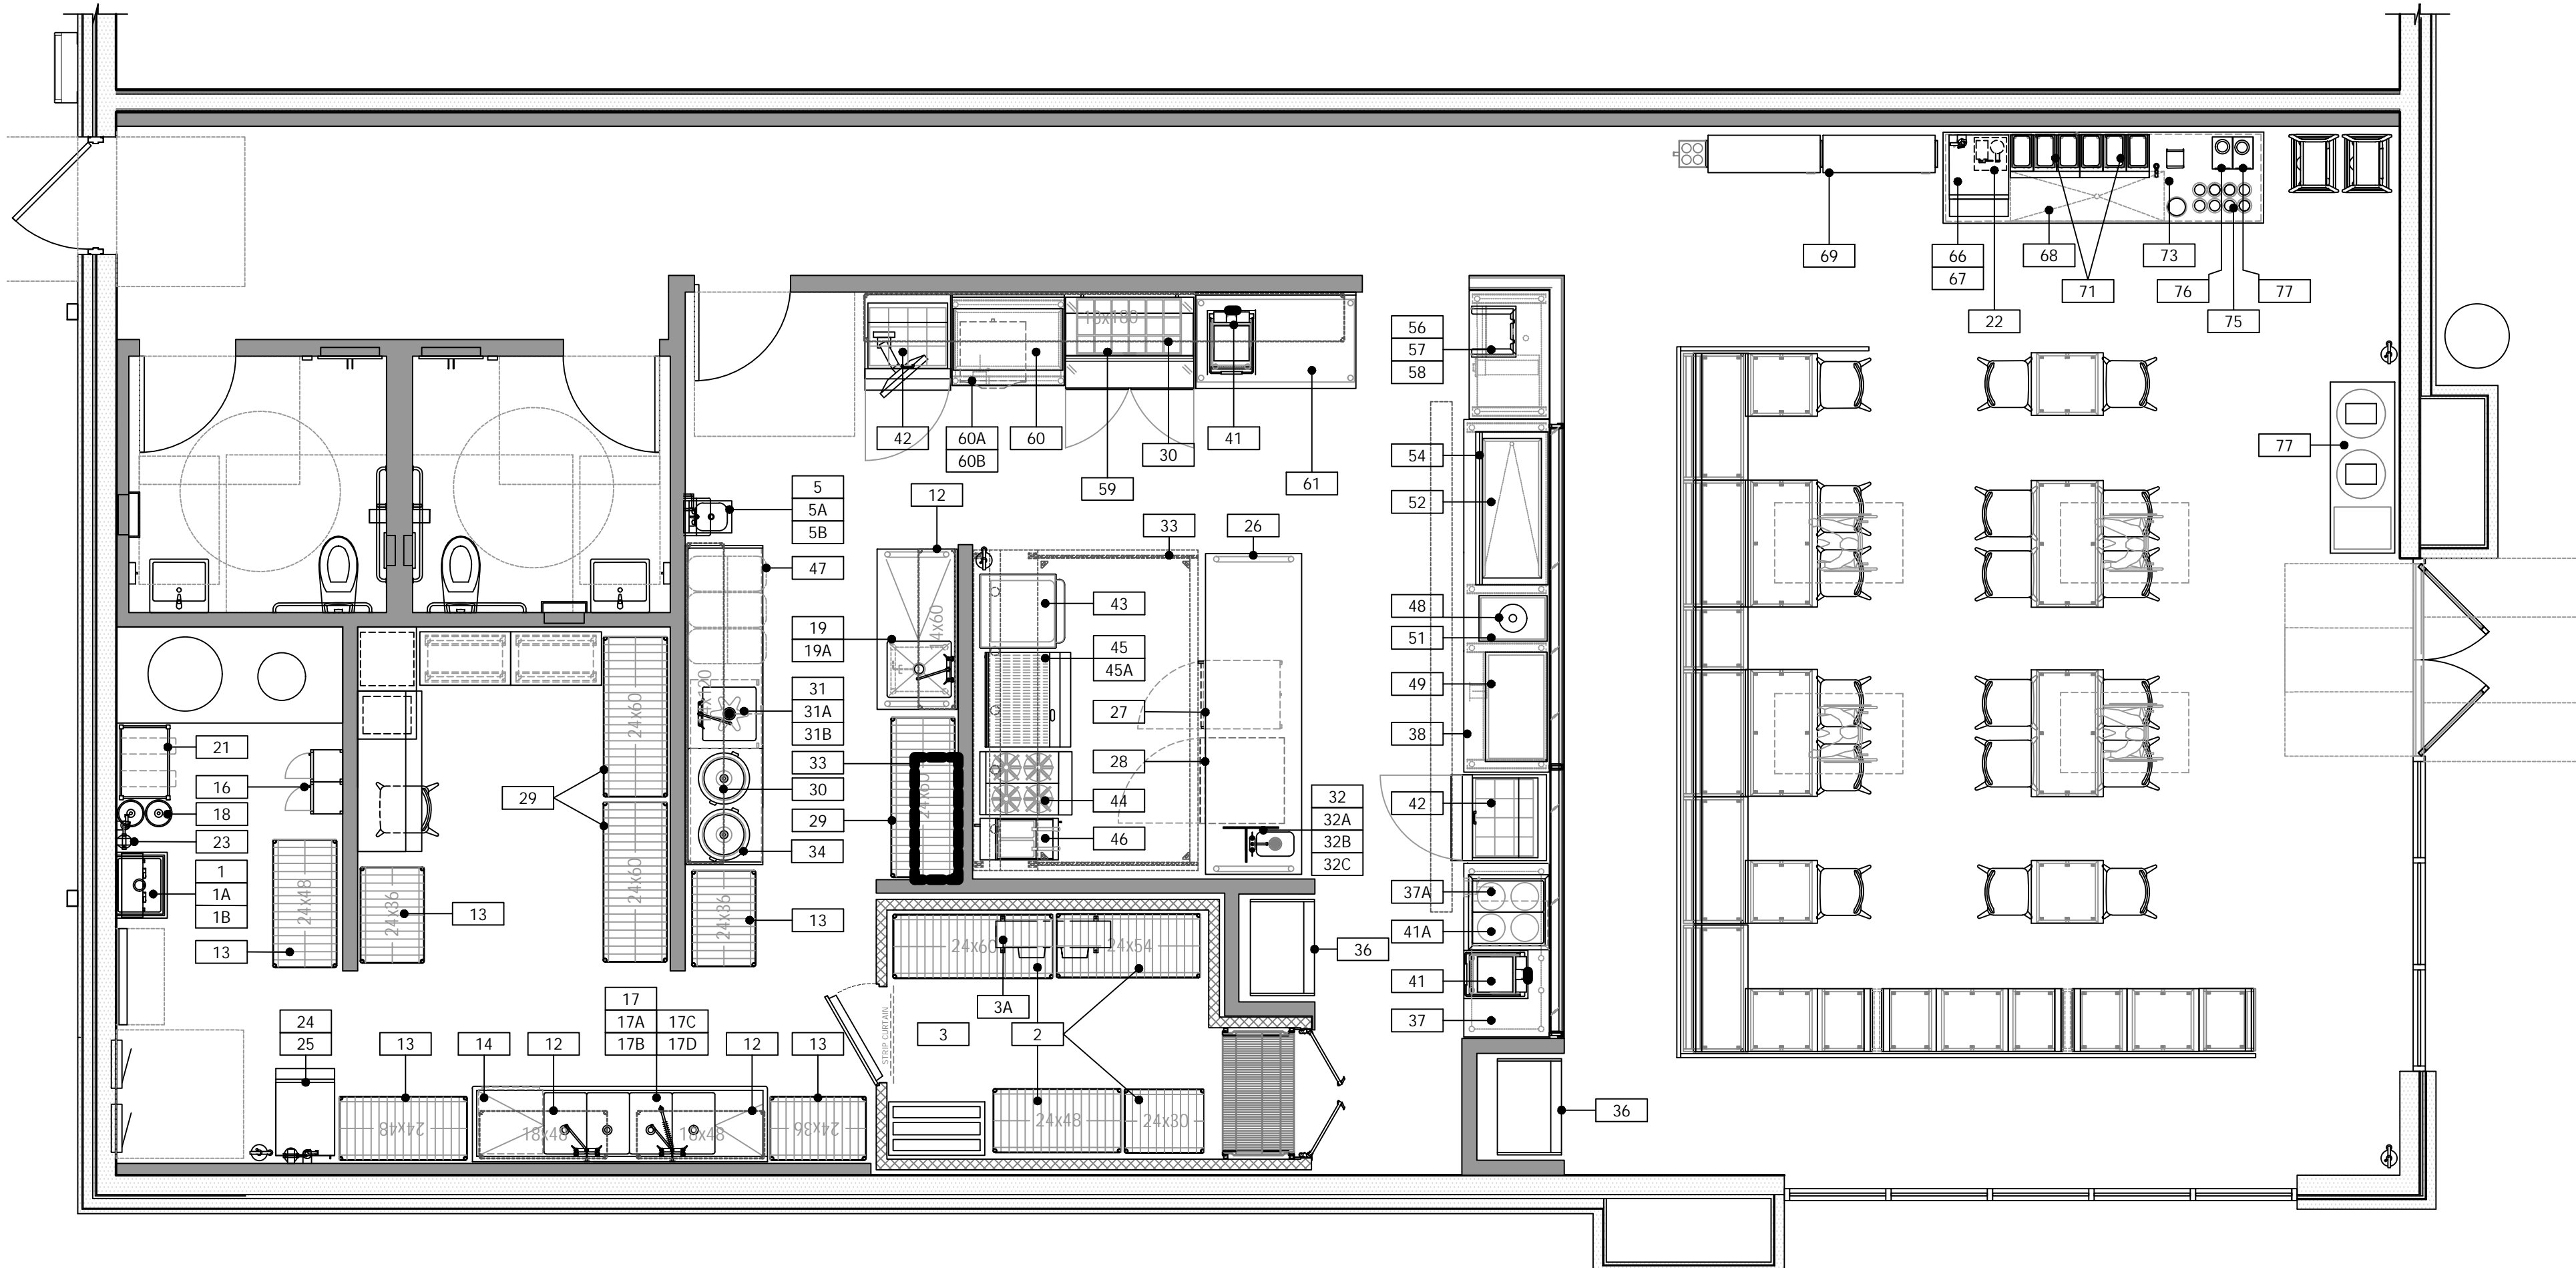 18x180
69
66
67
68
73
71
76
77
22
75
56
57
58
42
60A
60B
60
59
30
41
61
54
77
5
5A
5B
12
52
33
26
47
43
48
19
19A
24x60
51
45
45A
31
31A
31B
24x120
24x60
27
49
38
21
16
18
23
29
33
30
29
34
24x60
24x60
28
44
46
32
32A
32B
32C
42
1
1A
1B
13
24x48
24x36
13
24x36
13
37A
41A
24x60
24x54
36
41
3A
3
2
37
STRIP CURTAIN
24
25
13
14
12
17
17A
17C
17B
17D
12
13
24x48
18x48
18x48
24x36
24x48
24x30
36